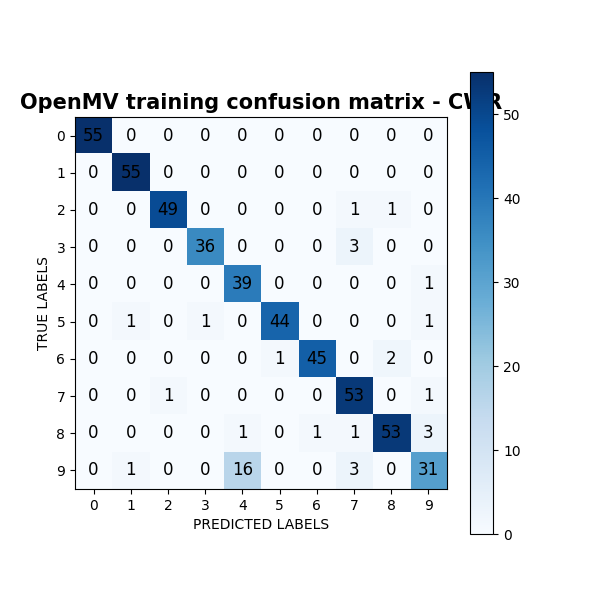 OpenMV training confusion matrix - CWR
0 55 0 0 0 0 0 0 0 0 0
1 0 55 0 0 0 0 0 0 0 0
2 0 0 49 0 0 0 0 1 1 0
3 0 0 0 36 0 0 0 3 0 0
4 0 0 0 0 39 0 0 0 0 1
5 0 1 0 1 0 44 0 0 0 1
6 0 0 0 0 0 1 45 0 2 0
7 0 0 1 0 0 0 0 53 0 1
8 0 0 0 0 1 0 1 1 53 3
9 0 1 0 0 16 0 0 3 0 31
0 1 2 3 4 5 6 7 8 9
PREDICTED LABELS
TRUE LABELS
50
40
30
20
10
0